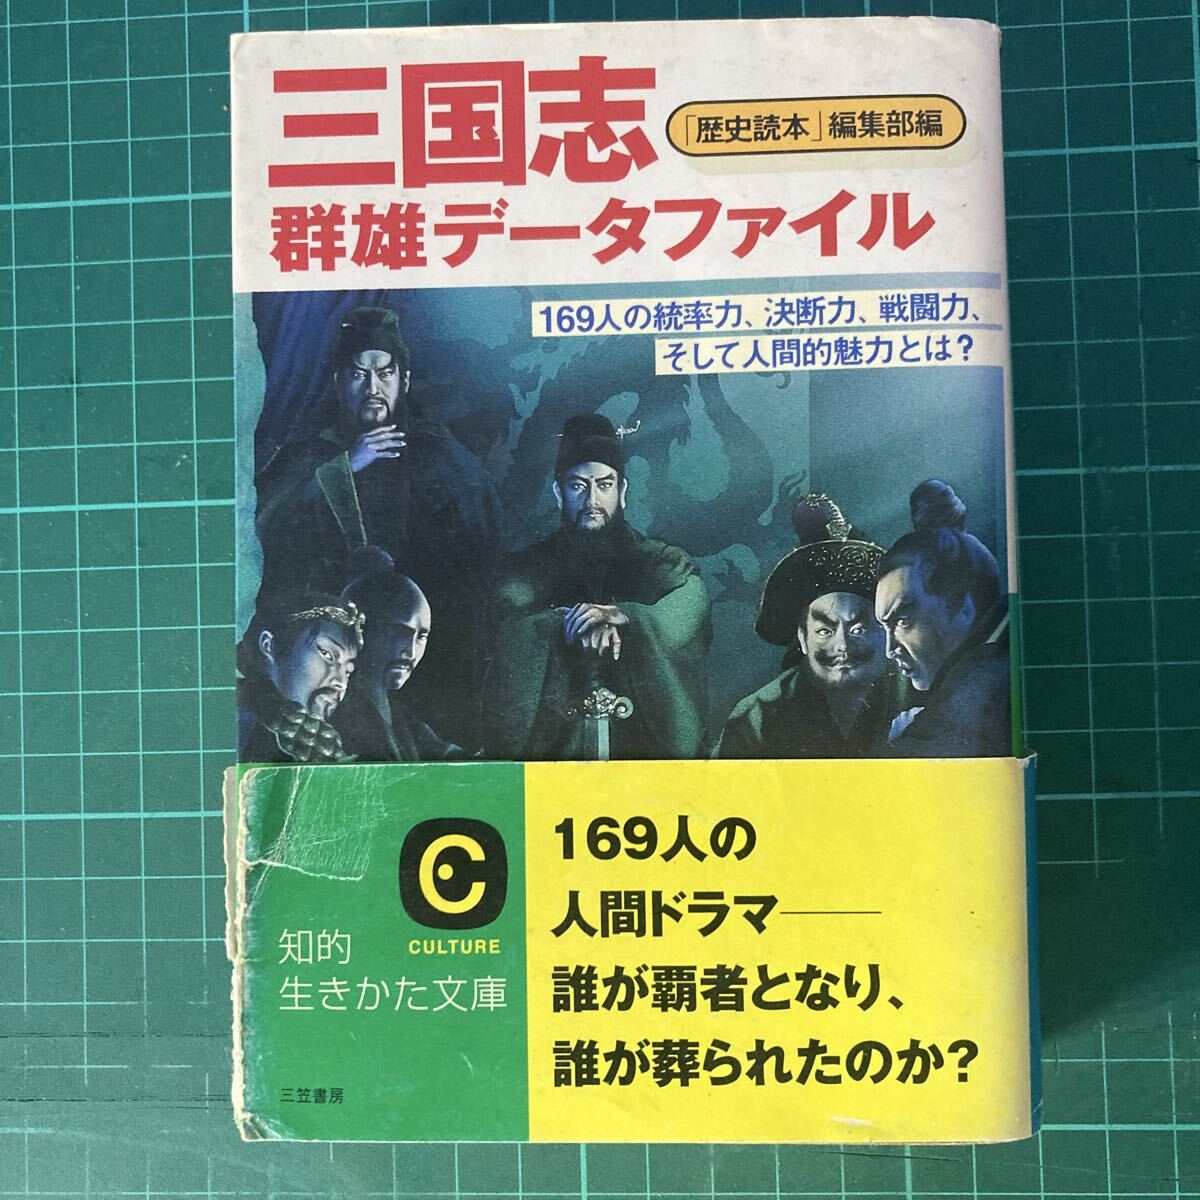 三国志
「歴史読本」編集部編
群雄データファイル
169人の統率力、決断力、戦闘力、
そして人間的魅力とは?
C
CULTURE
知的
生きかた文庫
三笠書房
169人の
人間ドラマ――
誰が覇者となり、
誰が葬られたのか?